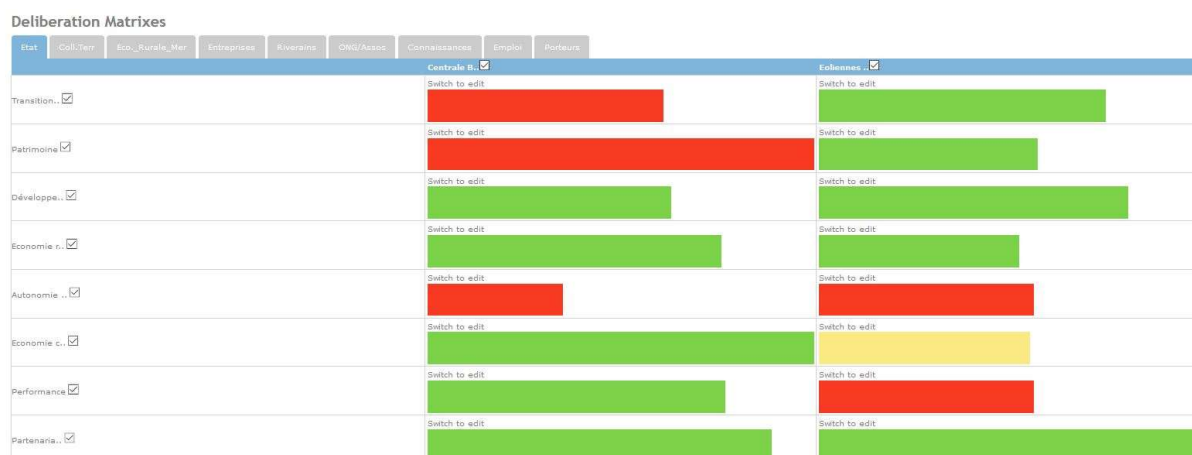 Deliberation Matrixes
Etat Coll.Terr Eco._Rurale_Mer Entreprises Riverains ONG/Assos Connaissances Emploi Porteurs
Centrale B.. Eoliennes ..
Switch to edit Switch to edit
Transition..
Switch to edit Switch to edit
Patrimoine
Switch to edit Switch to edit
Développe..
Switch to edit Switch to edit
Economie r..
Switch to edit Switch to edit
Autonomie ..
Switch to edit Switch to edit
Economie c..
Switch to edit Switch to edit
Performance
Switch to edit Switch to edit
Partenaria..